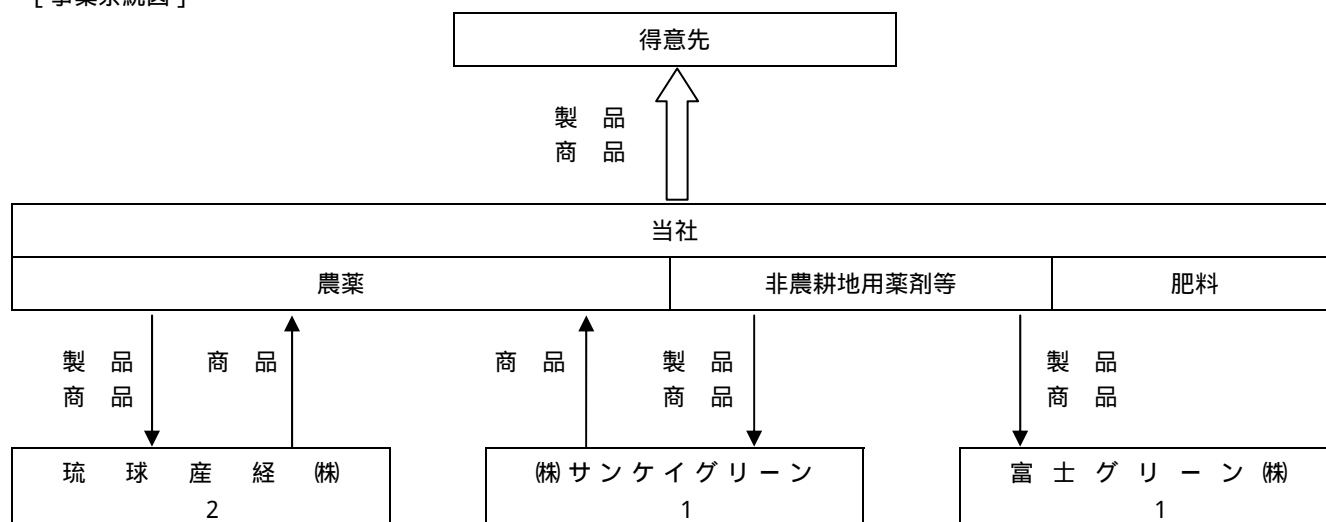 [ 事業系統図 ]
得意先
製 品
商 品
当社
農薬 非農耕地用薬剤等 肥料
製 品 商 品 商 品 製 品 製 品
商 品 商 品 商 品
琉 球 産 経 ㈱ ㈱サンケイグリーン 富 士 グ リ ー ン ㈱
2 1 1